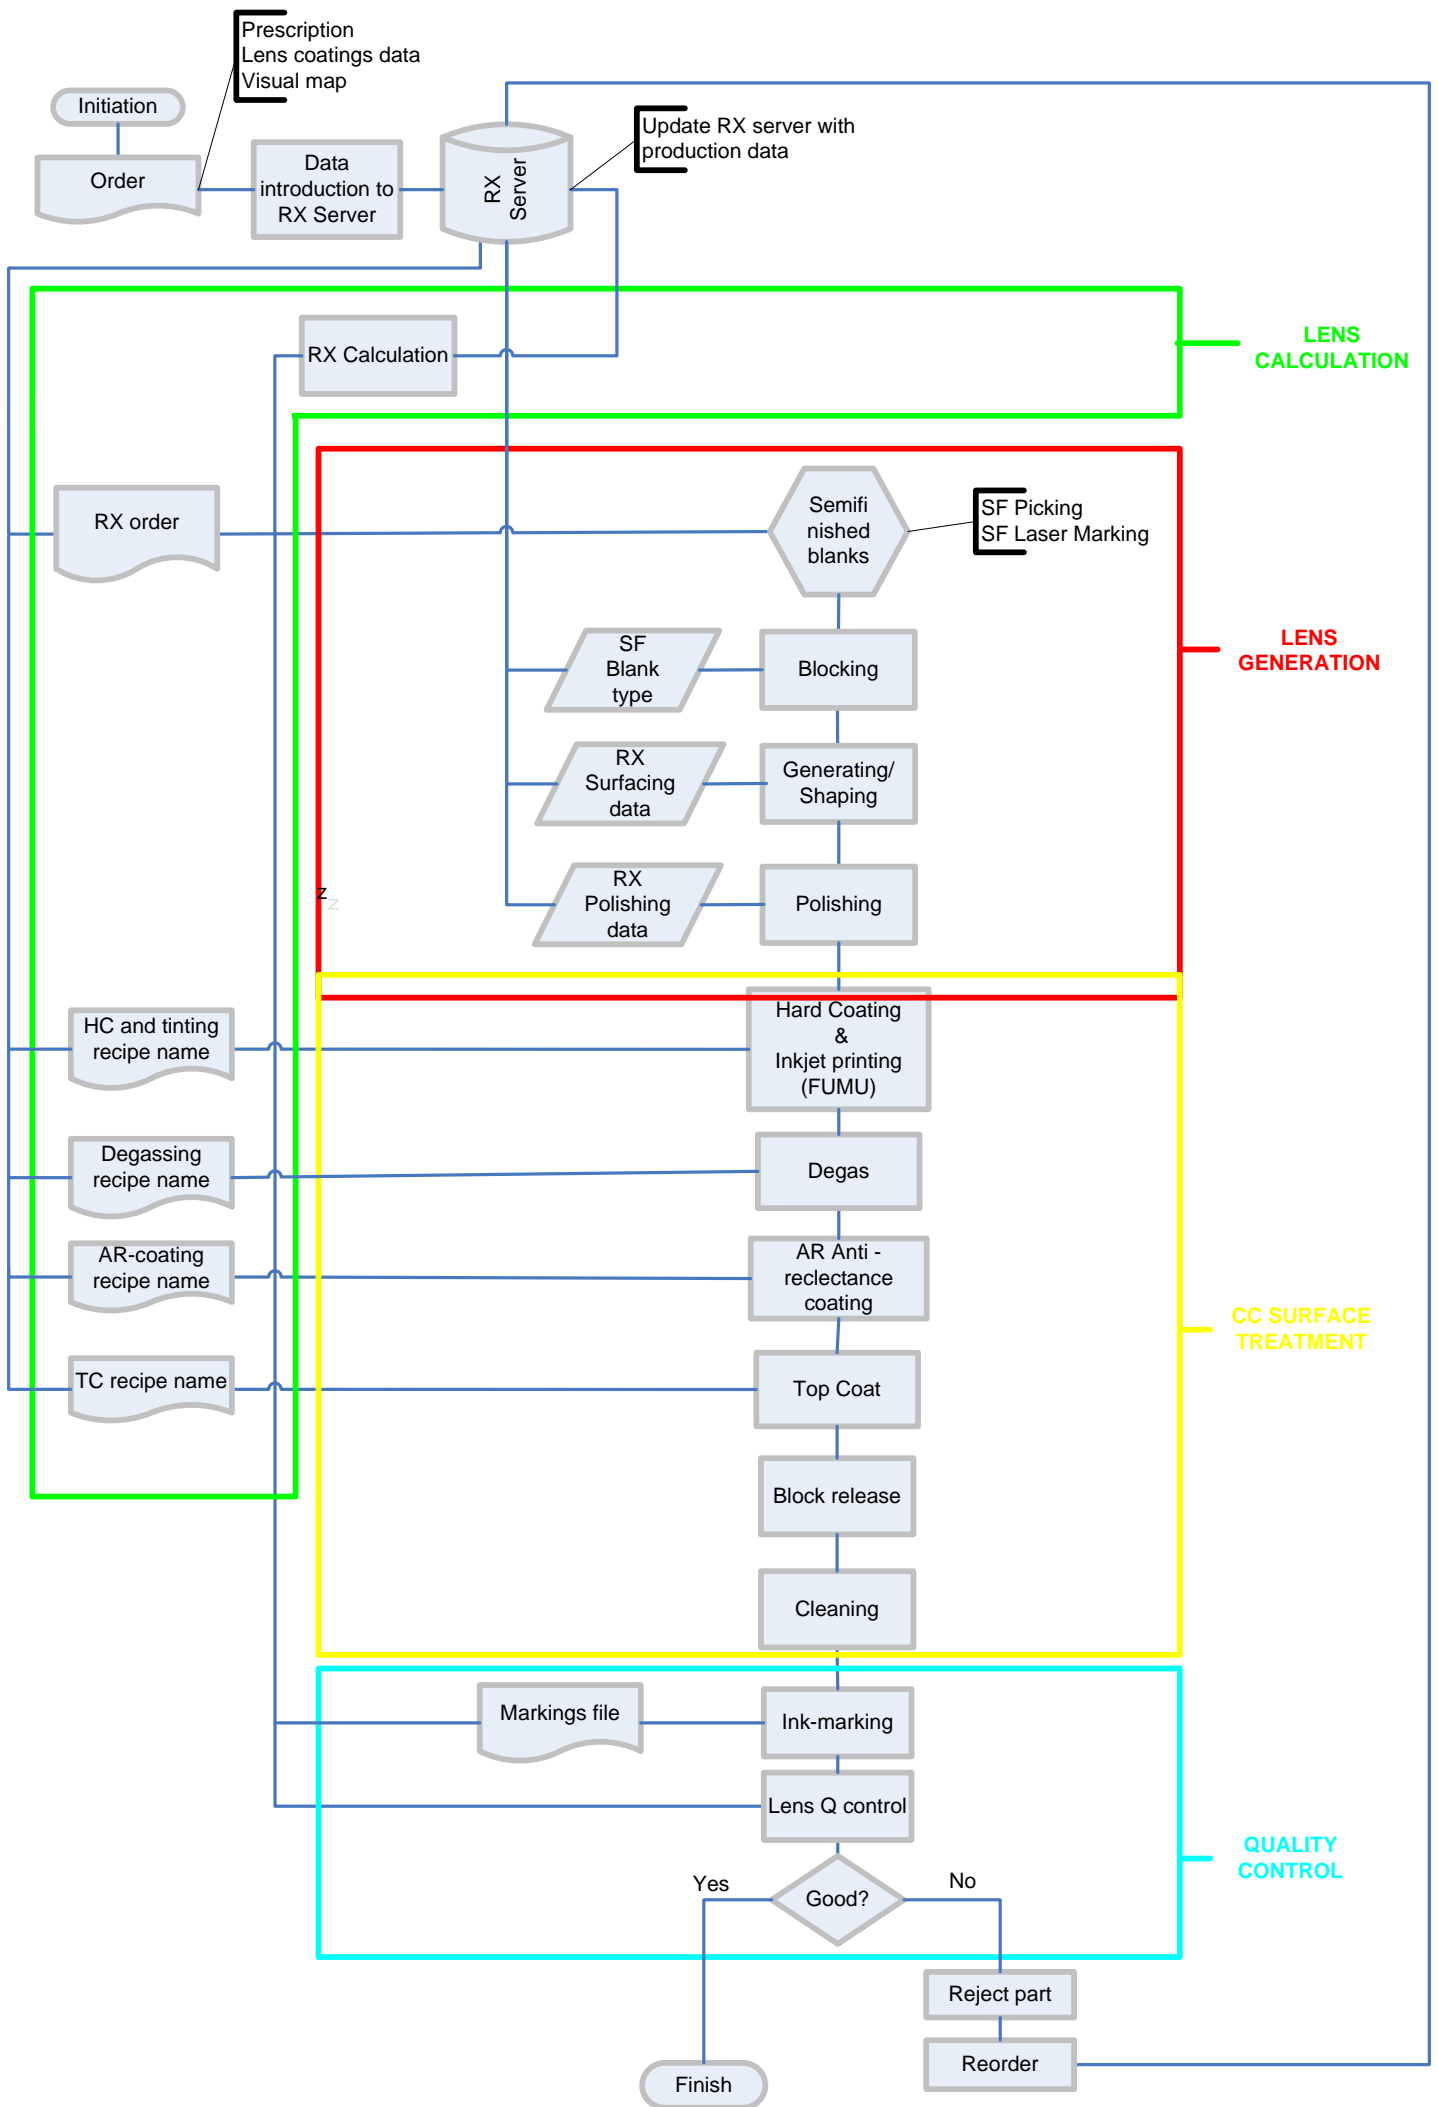 Prescription
Lens coatings data
Visual map
Initiation
Order
Data
introduction to
RX Server
RX
Server
Update RX server with
production data
RX Calculation
LENS
CALCULATION
RX order
Semifi
nished
blanks
SF Picking
SF Laser Marking
SF
Blank
type
Blocking
LENS
GENERATION
RX
Surfacing
data
Generating/
Shaping
RX
Polishing
data
Polishing
z
z
HC and tinting
recipe name
Hard Coating
&
Inkjet printing
(FUMU)
Degassing
recipe name
Degas
AR-coating
recipe name
AR Anti -
reclectance
coating
CC SURFACE
TREATMENT
TC recipe name
Top Coat
Block release
Cleaning
Markings file
Ink-marking
Lens Q control
QUALITY
CONTROL
Yes
Good?
No
Reject part
Reorder
Finish